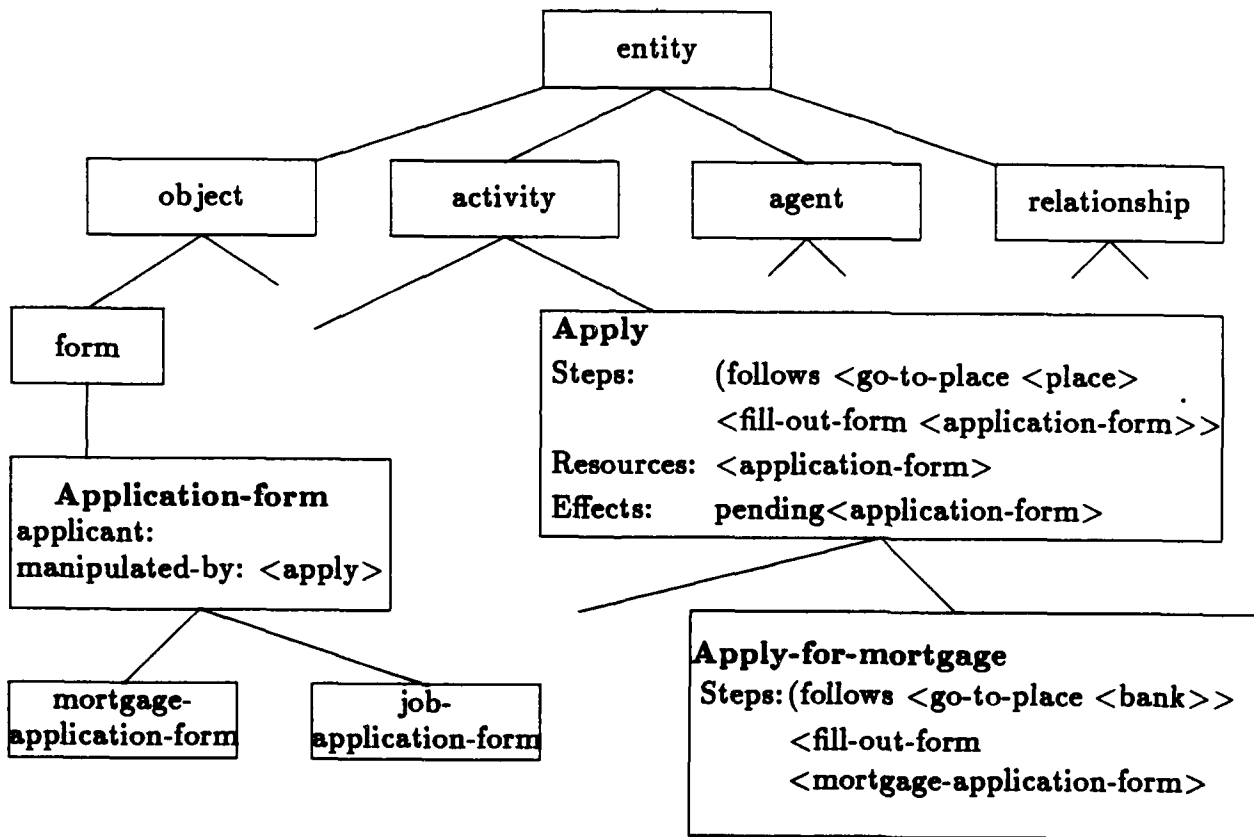 entity
object
activity
agent
relationship
form
Apply
Steps: (follows <go-to-place <place>
<fill-out-form <application-form>>
Resources: <application-form>
Effects: pending<application-form>
Application-form
applicant:
manipulated-by: <apply>
mortgage-
application-form
job-
application-form
Apply-for-mortgage
Steps: (follows <go-to-place <bank>>
<fill-out-form
<mortgage-application-form>